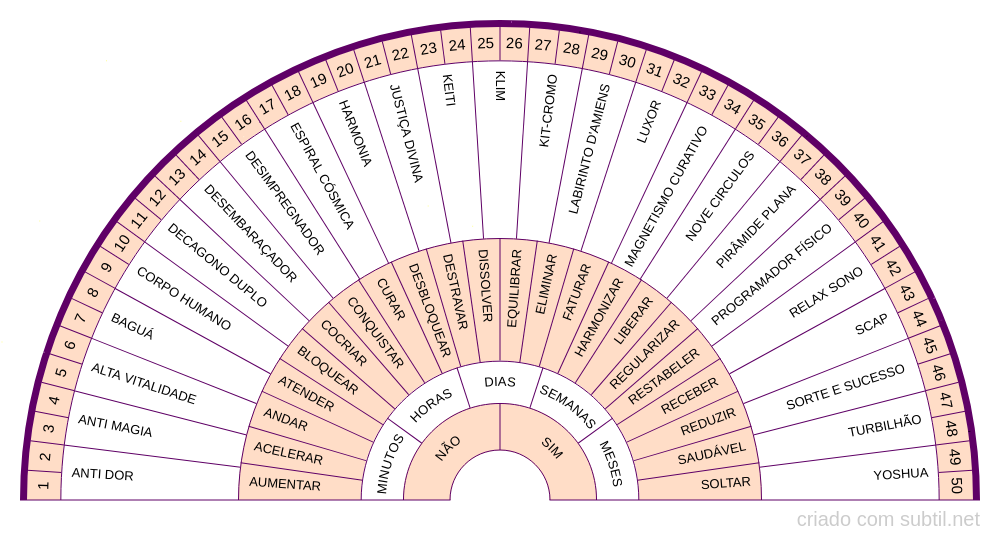 1
2
3
4
5
6
7
8
9
10
11
12
13
14
15
16
17
18
19
20
21
22
23
24
25
26
27
28
29
30
31
32
33
34
35
36
37
38
39
40
41
42
43
44
45
46
47
48
49
50
ANTI DOR
ANTI MAGIA
ALTA VITALIDADE
BAGUÁ
CORPO HUMANO
DECAGONO DUPLO
DESEMBARAÇADOR
DESIMPREGNADOR
ESPIRAL CÓSMICA
HARMONIA
JUSTIÇA DIVINA
KEITI
KLIM
KIT-CROMO
LABIRINTO D'AMIENS
LUXOR
MAGNETISMO CURATIVO
NOVE CIRCULOS
PIRÂMIDE PLANA
PROGRAMADOR FÍSICO
RELAX SONO
SCAP
SORTE E SUCESSO
TURBILHÃO
YOSHUA
AUMENTAR
ACELERAR
ANDAR
ATENDER
BLOQUEAR
COCRIAR
CONQUISTAR
CURAR
DESBLOQUEAR
DESTRAVAR
DISSOLVER
EQUILIBRAR
ELIMINAR
FATURAR
HARMONIZAR
LIBERAR
REGULARIZAR
RESTABELER
RECEBER
REDUZIR
SAUDÁVEL
SOLTAR
MINUTOS
HORAS
DIAS
SEMANAS
MESES
NÃO
SIM
criado com subtil.net